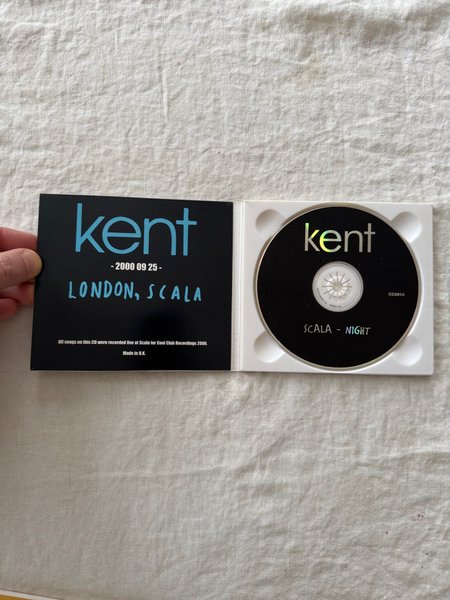 kent
- 2000 09 25 -
LONDON, SCALA
All songs on this CD were recorded live at Scala for Cool Club Recordings 2000.
Made in U.K.
kent
CC0012
SCALA - NIGHT